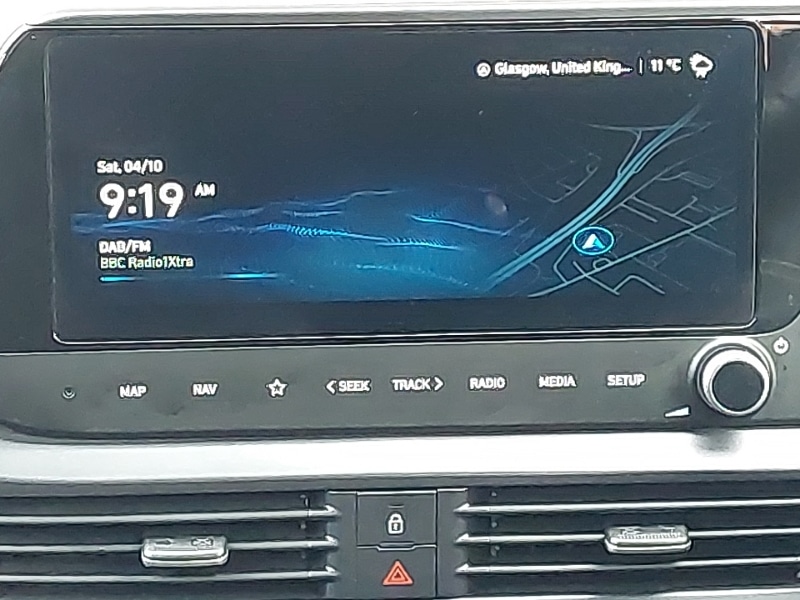 Glasgow, United King... | 11 °C
Sat, 04/10
9:19 AM
DAB/FM
BBC Radio1Xtra
MAP NAV < SEEK TRACK > RADIO MEDIA SETUP